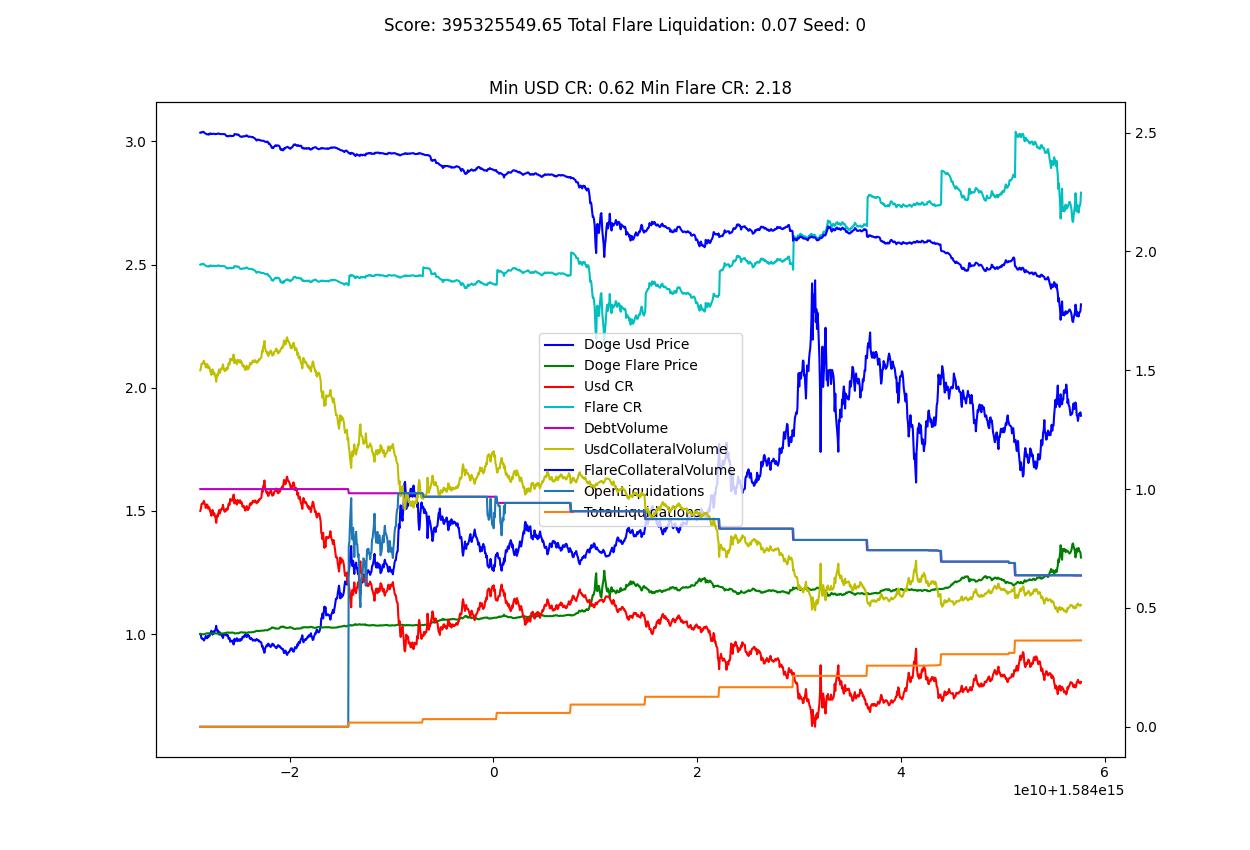 Score: 395325549.65 Total Flare Liquidation: 0.07 Seed: 0
Min USD CR: 0.62 Min Flare CR: 2.18
3.0
2.5
2.0
1.5
1.0
2.5
2.0
1.5
1.0
0.5
0.0
Doge Usd Price
Doge Flare Price
Usd CR
Flare CR
DebtVolume
UsdCollateralVolume
FlareCollateralVolume
OpenLiquidations
TotalLiquidations
−2 0 2 4 6
1e10+1.584e15